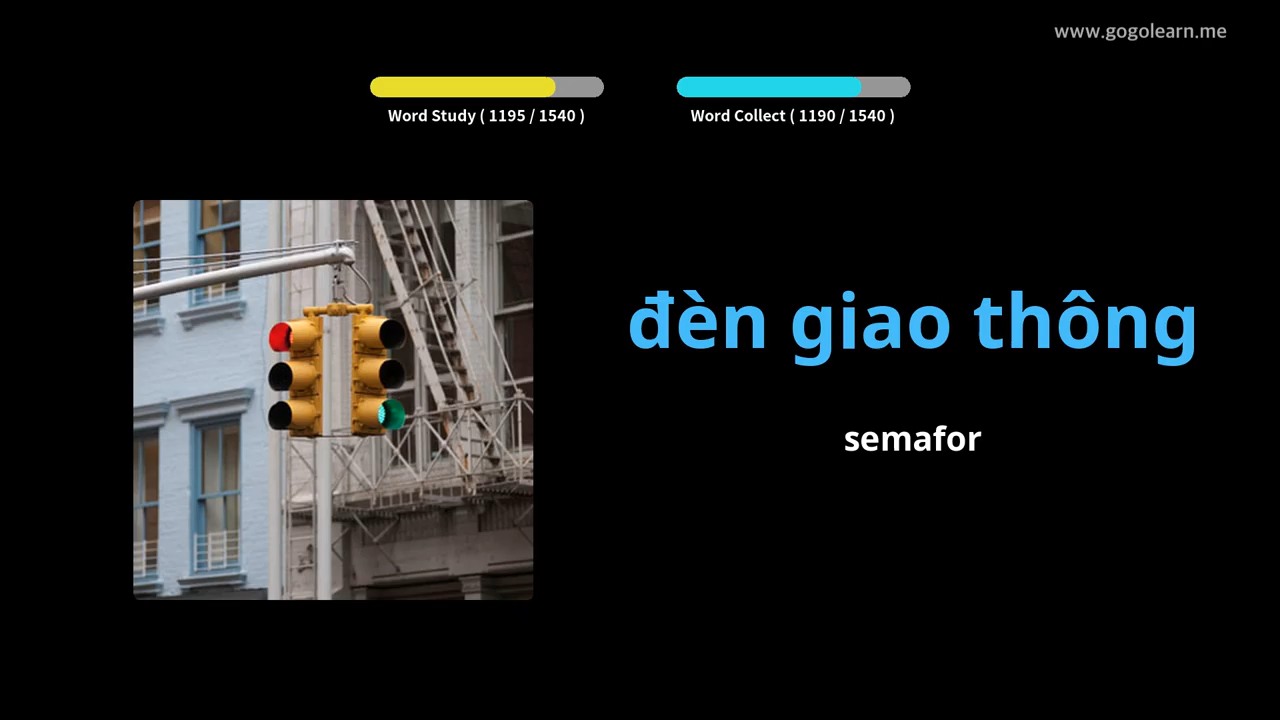 www.gogolearn.me
Word Study ( 1195 / 1540 )
Word Collect ( 1190 / 1540 )
đèn giao thông
semafor